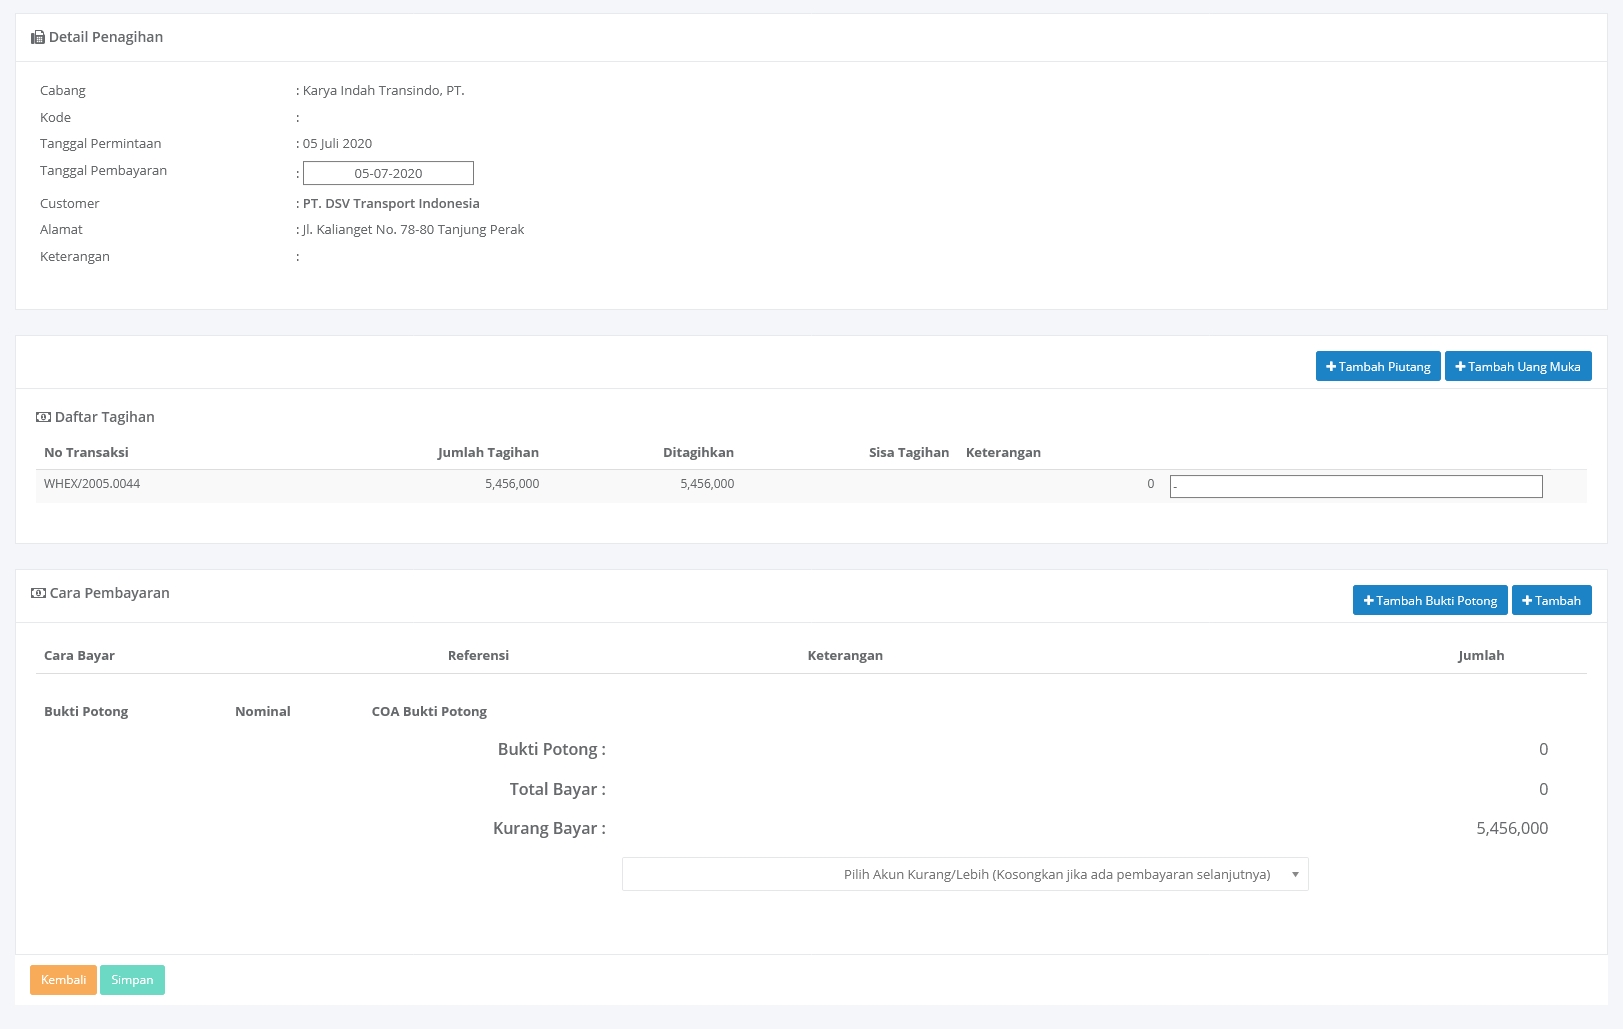 Detail Penagihan
Cabang : Karya Indah Transindo, PT.
Kode :
Tanggal Permintaan : 05 Juli 2020
Tanggal Pembayaran : 05-07-2020
Customer : PT. DSV Transport Indonesia
Alamat : Jl. Kalianget No. 78-80 Tanjung Perak
Keterangan :
Tambah Piutang Tambah Uang Muka
Daftar Tagihan
No Transaksi Jumlah Tagihan Ditagihkan Sisa Tagihan Keterangan
WHEX/2005.0044 5,456,000 5,456,000 0 -
Cara Pembayaran Tambah Bukti Potong Tambah
Cara Bayar Referensi Keterangan Jumlah
Bukti Potong Nominal COA Bukti Potong
Bukti Potong : 0
Total Bayar : 0
Kurang Bayar : 5,456,000
Pilih Akun Kurang/Lebih (Kosongkan jika ada pembayaran selanjutnya)
Kembali Simpan